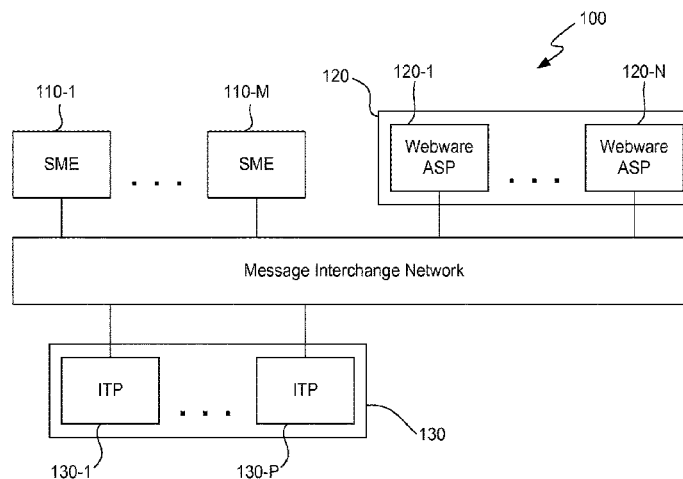 100
110-1
110-M
120
120-1
120-N
SME
. . .
SME
Webware
ASP
. . .
Webware
ASP
Message Interchange Network
ITP
. . .
ITP
130
130-1
130-P